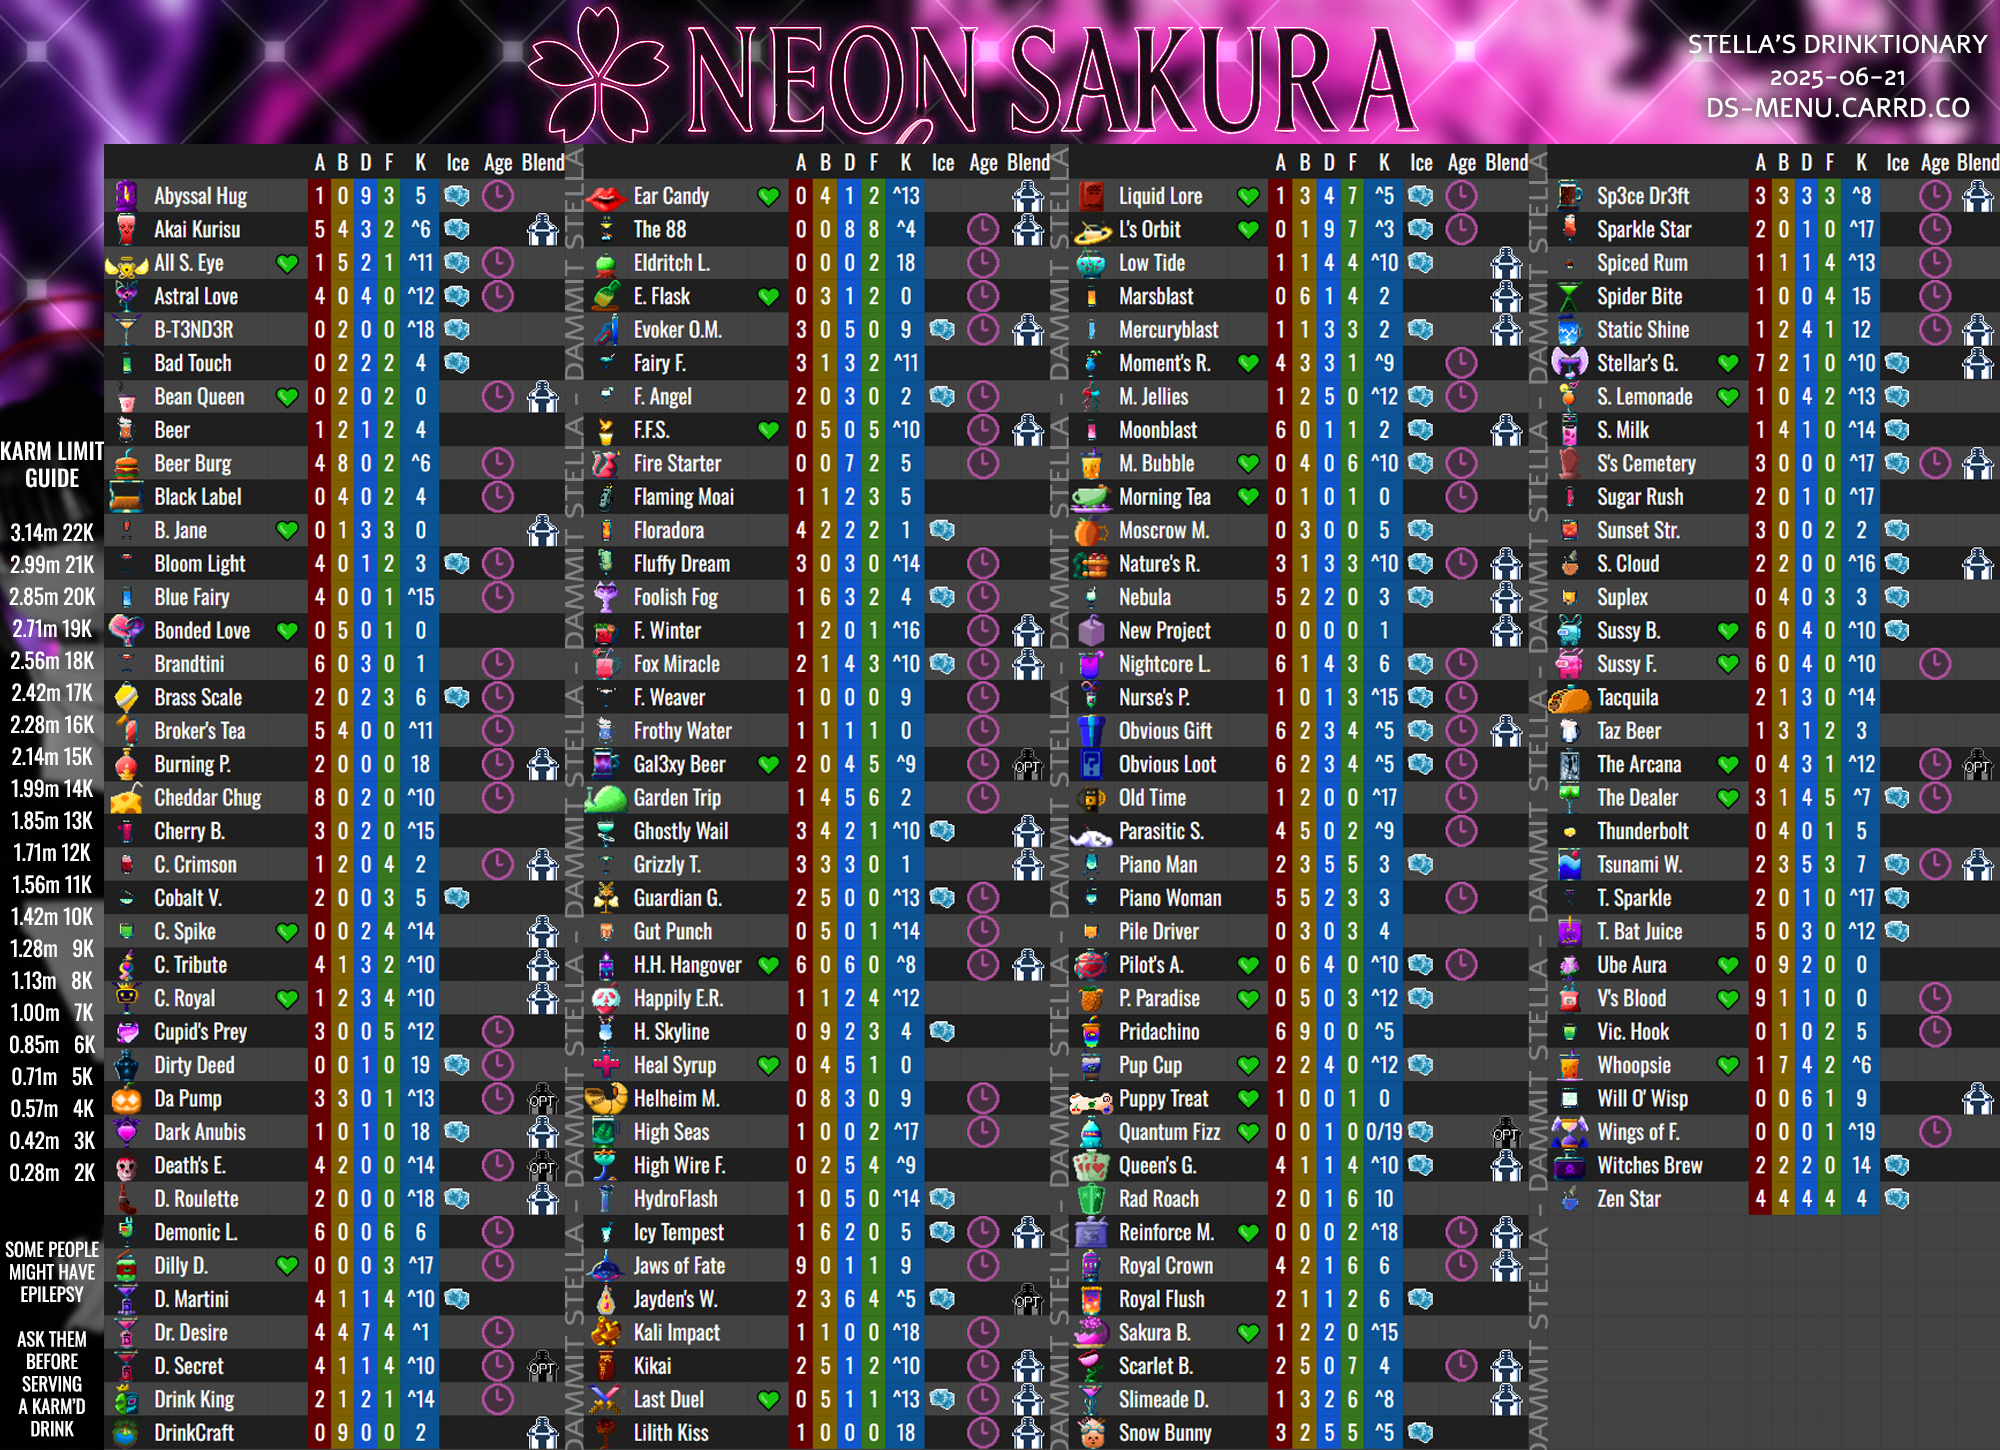 NEON SAKURA
STELLA'S DRINKTIONARY
2025-06-21
DS-MENU.CARRD.CO
KARM LIMIT
GUIDE
3.14m 22K
2.99m 21K
2.85m 20K
2.71m 19K
2.56m 18K
2.42m 17K
2.28m 16K
2.14m 15K
1.99m 14K
1.85m 13K
1.71m 12K
1.56m 11K
1.42m 10K
1.28m 9K
1.13m 8K
1.00m 7K
0.85m 6K
0.71m 5K
0.57m 4K
0.42m 3K
0.28m 2K
SOME PEOPLE
MIGHT HAVE
EPILEPSY
ASK THEM
BEFORE
SERVING
A KARM'D
DRINK
A B D F K Ice Age Blend
Abyssal Hug 1 0 9 3 5
Akai Kurisu 5 4 3 2 ^6
All S. Eye 1 5 2 1 ^11
Astral Love 4 0 4 0 ^12
B-T3ND3R 0 2 0 0 ^18
Bad Touch 0 2 2 2 4
Bean Queen 0 2 0 2 0
Beer 1 2 1 2 4
Beer Burg 4 8 0 2 ^6
Black Label 0 4 0 2 4
B. Jane 0 1 3 3 0
Bloom Light 4 0 1 2 3
Blue Fairy 4 0 0 1 ^15
Bonded Love 0 5 0 1 0
Brandtini 6 0 3 0 1
Brass Scale 2 0 2 3 6
Broker's Tea 5 4 0 0 ^11
Burning P. 2 0 0 0 18
Cheddar Chug 8 0 2 0 ^10
Cherry B. 3 0 2 0 ^15
C. Crimson 1 2 0 4 2
Cobalt V. 2 0 0 3 5
C. Spike 0 0 2 4 ^14
C. Tribute 4 1 3 2 ^10
C. Royal 1 2 3 4 ^10
Cupid's Prey 3 0 0 5 ^12
Dirty Deed 0 0 1 0 19
Da Pump 3 3 0 1 ^13 OPT
Dark Anubis 1 0 1 0 18
Death's E. 4 2 0 0 ^14 OPT
D. Roulette 2 0 0 0 ^18
Demonic L. 6 0 0 6 6
Dilly D. 0 0 0 3 ^17
D. Martini 4 1 1 4 ^10
Dr. Desire 4 4 7 4 ^1
D. Secret 4 1 1 4 ^10 OPT
Drink King 2 1 2 1 ^14
DrinkCraft 0 9 0 0 2
DAMMIT STELLA - DAMMIT STELLA - DAMMIT STELLA - DAMMIT STELLA
A B D F K Ice Age Blend
Ear Candy 0 4 1 2 ^13
The 88 0 0 8 8 ^4
Eldritch L. 0 0 0 2 18
E. Flask 0 3 1 2 0
Evoker O.M. 3 0 5 0 9
Fairy F. 3 1 3 2 ^11
F. Angel 2 0 3 0 2
F.F.S. 0 5 0 5 ^10
Fire Starter 0 0 7 2 5
Flaming Moai 1 1 2 3 5
Floradora 4 2 2 2 1
Fluffy Dream 3 0 3 0 ^14
Foolish Fog 1 6 3 2 4
F. Winter 1 2 0 1 ^16
Fox Miracle 2 1 4 3 ^10
F. Weaver 1 0 0 0 9
Frothy Water 1 1 1 1 0
Gal3xy Beer 2 0 4 5 ^9 OPT
Garden Trip 1 4 5 6 2
Ghostly Wail 3 4 2 1 ^10
Grizzly T. 3 3 3 0 1
Guardian G. 2 5 0 0 ^13
Gut Punch 0 5 0 1 ^14
H.H. Hangover 6 0 6 0 ^8
Happily E.R. 1 1 2 4 ^12
H. Skyline 0 9 2 3 4
Heal Syrup 0 4 5 1 0
Helheim M. 0 8 3 0 9
High Seas 1 0 0 2 ^17
High Wire F. 0 2 5 4 ^9
HydroFlash 1 0 5 0 ^14
Icy Tempest 1 6 2 0 5
Jaws of Fate 9 0 1 1 9
Jayden's W. 2 3 6 4 ^5 OPT
Kali Impact 1 1 0 0 ^18
Kikai 2 5 1 2 ^10
Last Duel 0 5 1 1 ^13
Lilith Kiss 1 0 0 0 18
DAMMIT STELLA - DAMMIT STELLA - DAMMIT STELLA - DAMMIT STELLA
A B D F K Ice Age Blend
Liquid Lore 1 3 4 7 ^5
L's Orbit 0 1 9 7 ^3
Low Tide 1 1 4 4 ^10
Marsblast 0 6 1 4 2
Mercuryblast 1 1 3 3 2
Moment's R. 4 3 3 1 ^9
M. Jellies 1 2 5 0 ^12
Moonblast 6 0 1 1 2
M. Bubble 0 4 0 6 ^10
Morning Tea 0 1 0 1 0
Moscrow M. 0 3 0 0 5
Nature's R. 3 1 3 3 ^10
Nebula 5 2 2 0 3
New Project 0 0 0 0 1
Nightcore L. 6 1 4 3 6
Nurse's P. 1 0 1 3 ^15
Obvious Gift 6 2 3 4 ^5
Obvious Loot 6 2 3 4 ^5
Old Time 1 2 0 0 ^17
Parasitic S. 4 5 0 2 ^9
Piano Man 2 3 5 5 3
Piano Woman 5 5 2 3 3
Pile Driver 0 3 0 3 4
Pilot's A. 0 6 4 0 ^10
P. Paradise 0 5 0 3 ^12
Pridachino 6 9 0 0 ^5
Pup Cup 2 2 4 0 ^12
Puppy Treat 1 0 0 1 0
Quantum Fizz 0 0 1 0 0/19 OPT
Queen's G. 4 1 1 4 ^10
Rad Roach 2 0 1 6 10
Reinforce M. 0 0 0 2 ^18
Royal Crown 4 2 1 6 6
Royal Flush 2 1 1 2 6
Sakura B. 1 2 2 0 ^15
Scarlet B. 2 5 0 7 4
Slimeade D. 1 3 2 6 ^8
Snow Bunny 3 2 5 5 ^5
DAMMIT STELLA - DAMMIT STELLA - DAMMIT STELLA - DAMMIT STELLA
A B D F K Ice Age Blend
Sp3ce Dr3ft 3 3 3 3 ^8
Sparkle Star 2 0 1 0 ^17
Spiced Rum 1 1 1 4 ^13
Spider Bite 1 0 0 4 15
Static Shine 1 2 4 1 12
Stellar's G. 7 2 1 0 ^10
S. Lemonade 1 0 4 2 ^13
S. Milk 1 4 1 0 ^14
S's Cemetery 3 0 0 0 ^17
Sugar Rush 2 0 1 0 ^17
Sunset Str. 3 0 0 2 2
S. Cloud 2 2 0 0 ^16
Suplex 0 4 0 3 3
Sussy B. 6 0 4 0 ^10
Sussy F. 6 0 4 0 ^10
Tacquila 2 1 3 0 ^14
Taz Beer 1 3 1 2 3
The Arcana 0 4 3 1 ^12 OPT
The Dealer 3 1 4 5 ^7
Thunderbolt 0 4 0 1 5
Tsunami W. 2 3 5 3 7
T. Sparkle 2 0 1 0 ^17
T. Bat Juice 5 0 3 0 ^12
Ube Aura 0 9 2 0 0
V's Blood 9 1 1 0 0
Vic. Hook 0 1 0 2 5
Whoopsie 1 7 4 2 ^6
Will O' Wisp 0 0 6 1 9
Wings of F. 0 0 0 1 ^19
Witches Brew 2 2 2 0 14
Zen Star 4 4 4 4 4